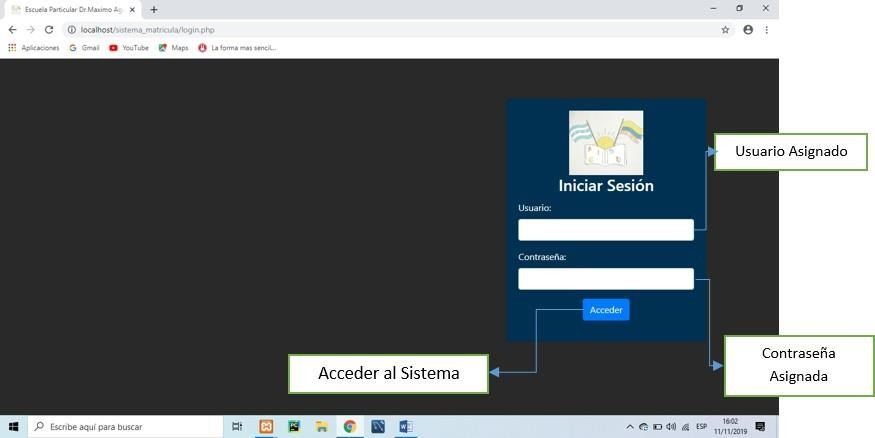 Escuela Particular Dr.Maximo Ag
localhost/sistema_matricula/login.php
Aplicaciones Gmail YouTube Maps La forma mas sencil...
Iniciar Sesión
Usuario:
Usuario Asignado
Contraseña:
Acceder
Contraseña
Asignada
Acceder al Sistema
Escribe aquí para buscar
ESP
16:02
11/11/2019